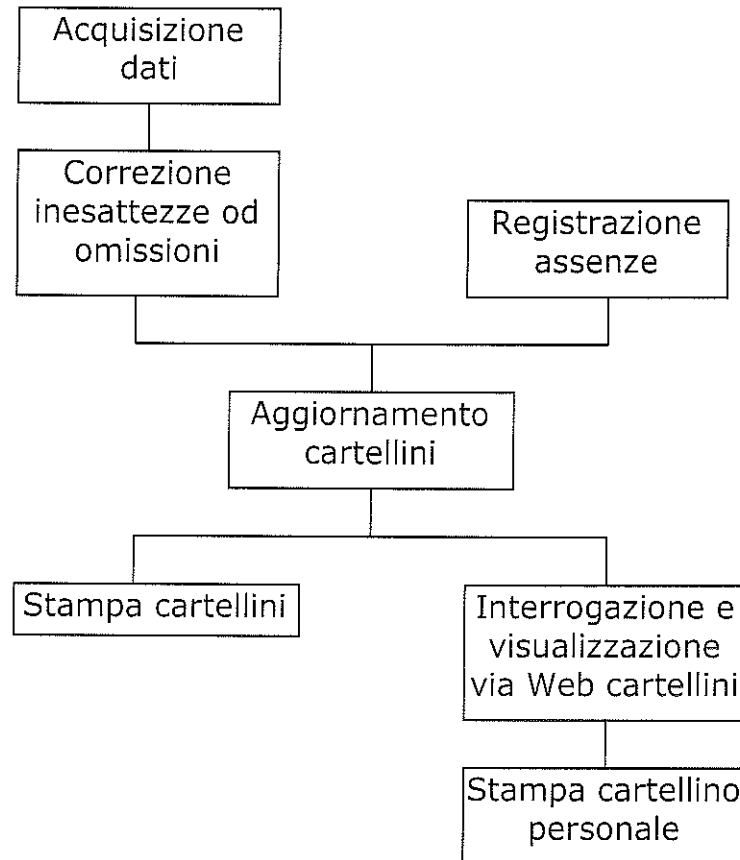 Acquisizione
dati
Correzione
inesattezze od
omissioni
Registrazione
assenze
Aggiornamento
cartellini
Stampa cartellini
Interrogazione e
visualizzazione
via Web cartellini
Stampa cartellino
personale